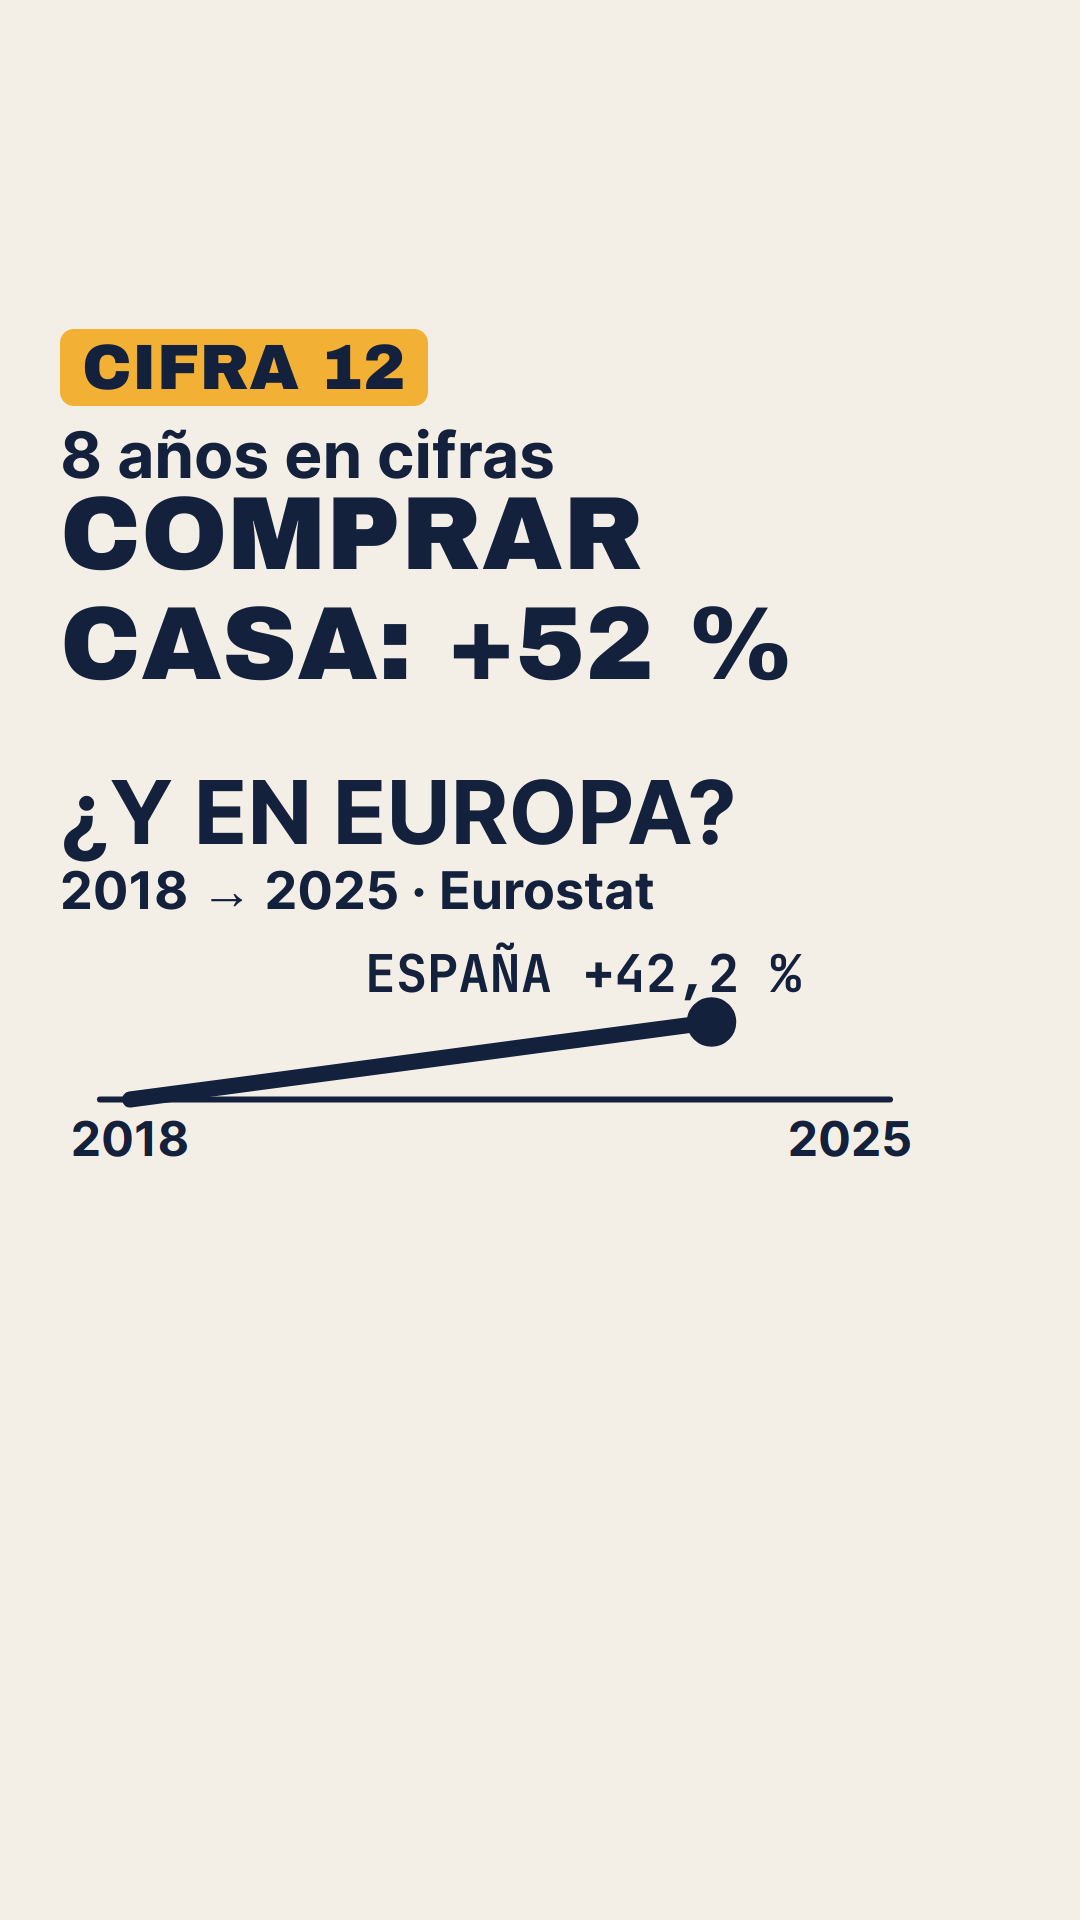 CIFRA 12
8 años en cifras
COMPRAR
CASA: +52 %
¿Y EN EUROPA?
2018 → 2025 · Eurostat
ESPAÑA +42,2 %
2018
2025